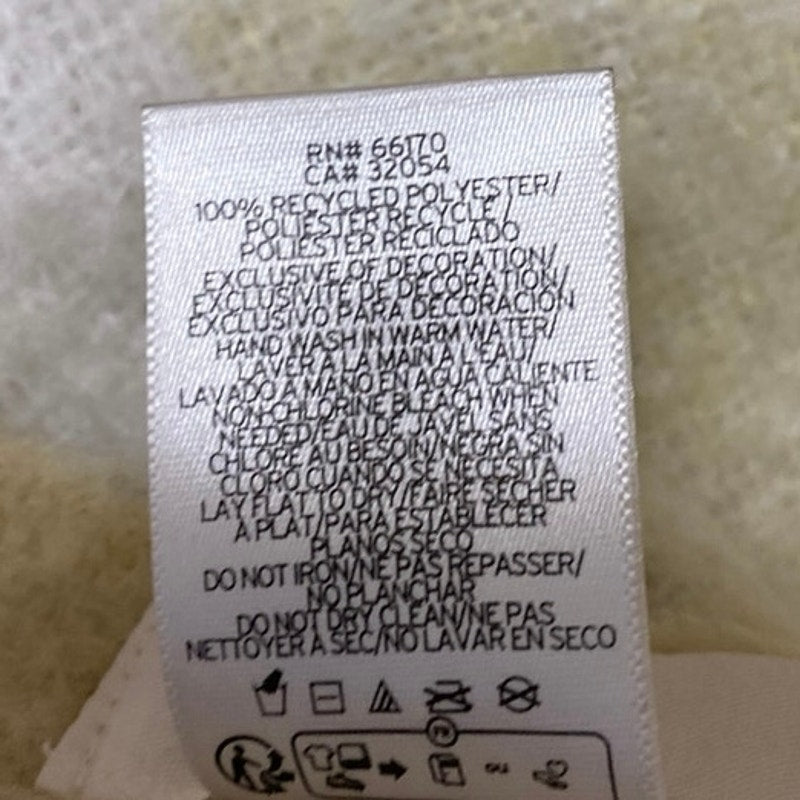 RN# 66170
CA# 32054
100% RECYCLED POLYESTER/
POLIESTER RECYCLE /
POLIESTER RECICLADO
EXCLUSIVE OF DECORATION/
EXCLUSIVITE DE DECORATION/
EXCLUSIVO PARA DECORACION
HAND WASH IN WARM WATER/
LAVER A LA MAIN A L'EAU/
LAVADO A MANO EN AGUA CALIENTE
NON-CHLORINE BLEACH WHEN
NEEDED/EAU DE JAVEL SANS
CHLORE AU BESOIN/NEGRA SIN
CLORO CUANDO SE NECESITA
LAY FLAT TO DRY/FAIRE SECHER
A PLAT/PARA ESTABLECER
PLANOS SECO
DO NOT IRON/NE PAS REPASSER/
NO PLANCHAR
DO NOT DRY CLEAN/NE PAS
NETTOYER A SEC/NO LAVAR EN SECO